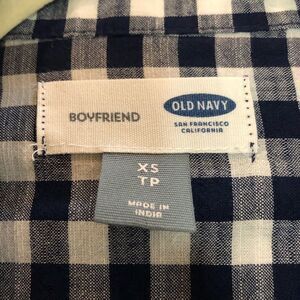 BOYFRIEND
OLD NAVY
SAN FRANCISCO
CALIFORNIA
XS
TP
MADE IN
INDIA